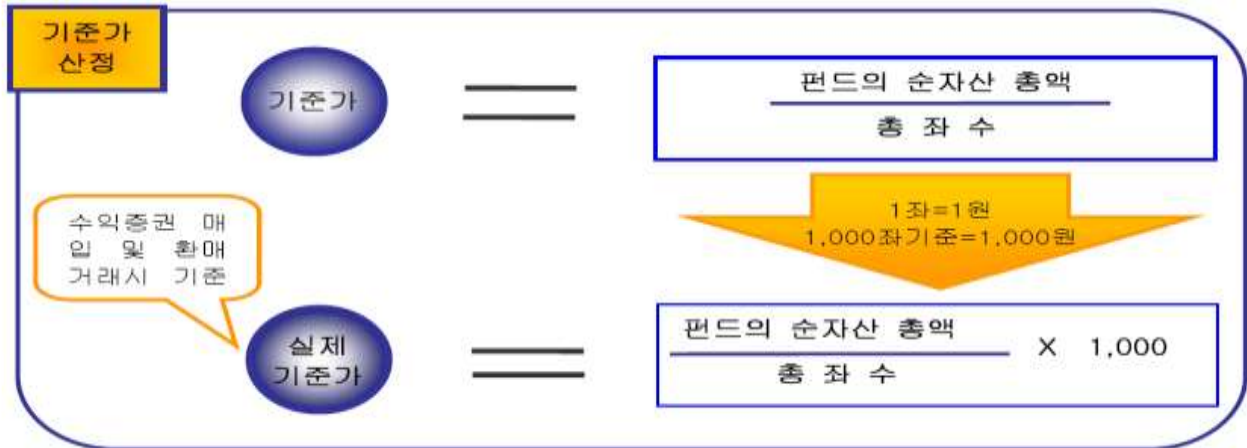 기준가
산정
기준가
펀드의 순자산 총액
총 좌 수
1좌=1원
1,000좌기준=1,000원
수익증권 매
입 및 환매
거래시 기준
실제
기준가
펀드의 순자산 총액
총 좌 수
X 1,000